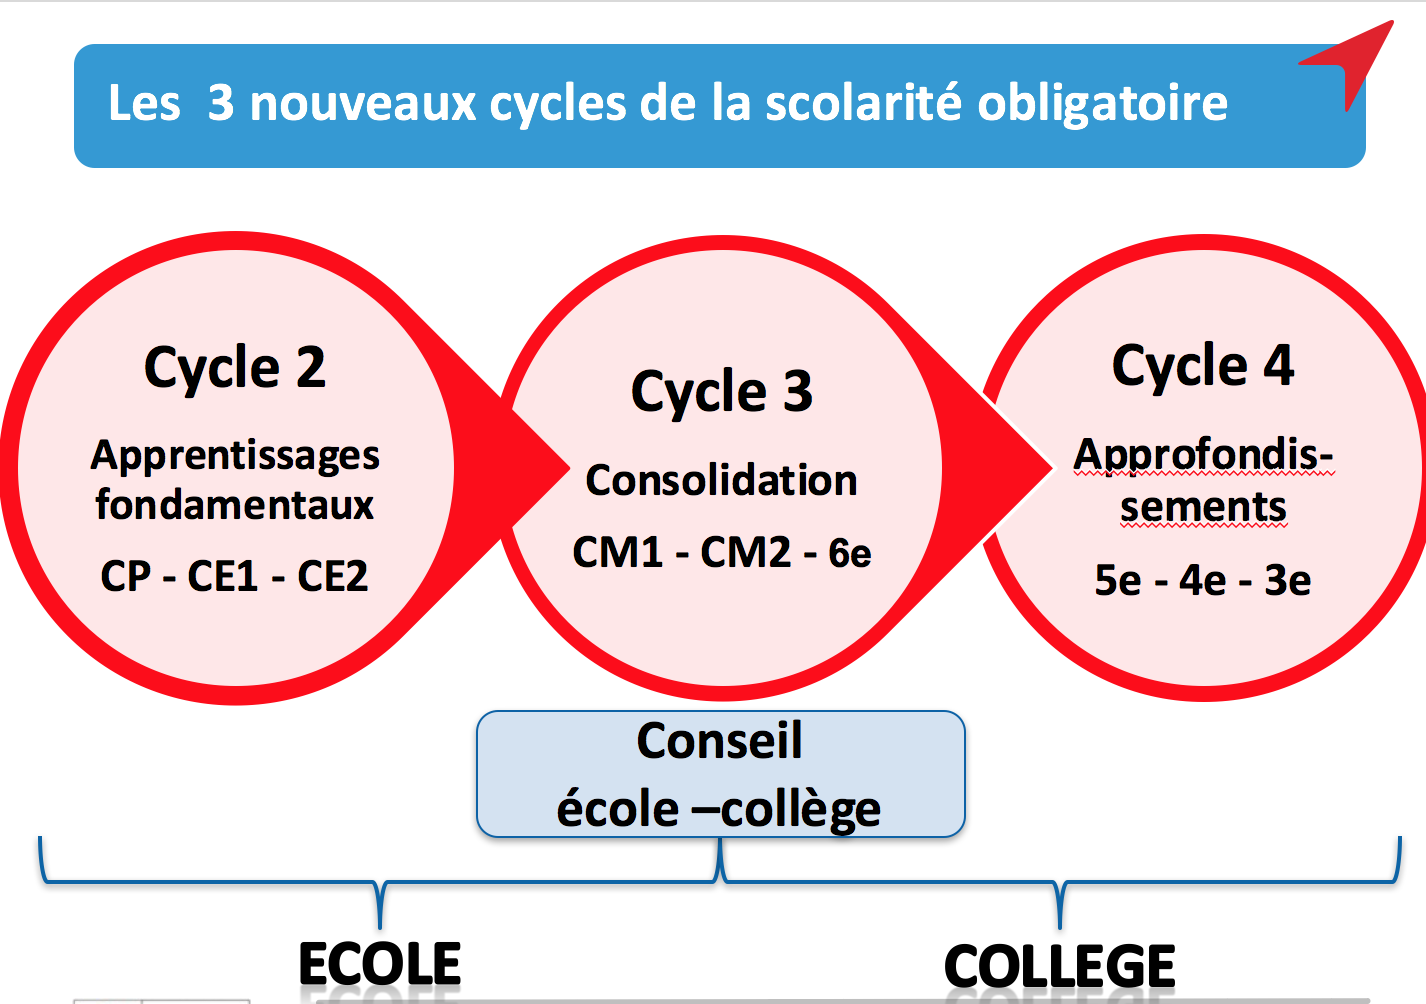 Les 3 nouveaux cycles de la scolarité obligatoire
Cycle 2
Apprentissages
fondamentaux
CP - CE1 - CE2
Cycle 3
Consolidation
CM1 - CM2 - 6e
Cycle 4
Approfondis-
sements
5e - 4e - 3e
Conseil
école –collège
ECOLE
COLLEGE